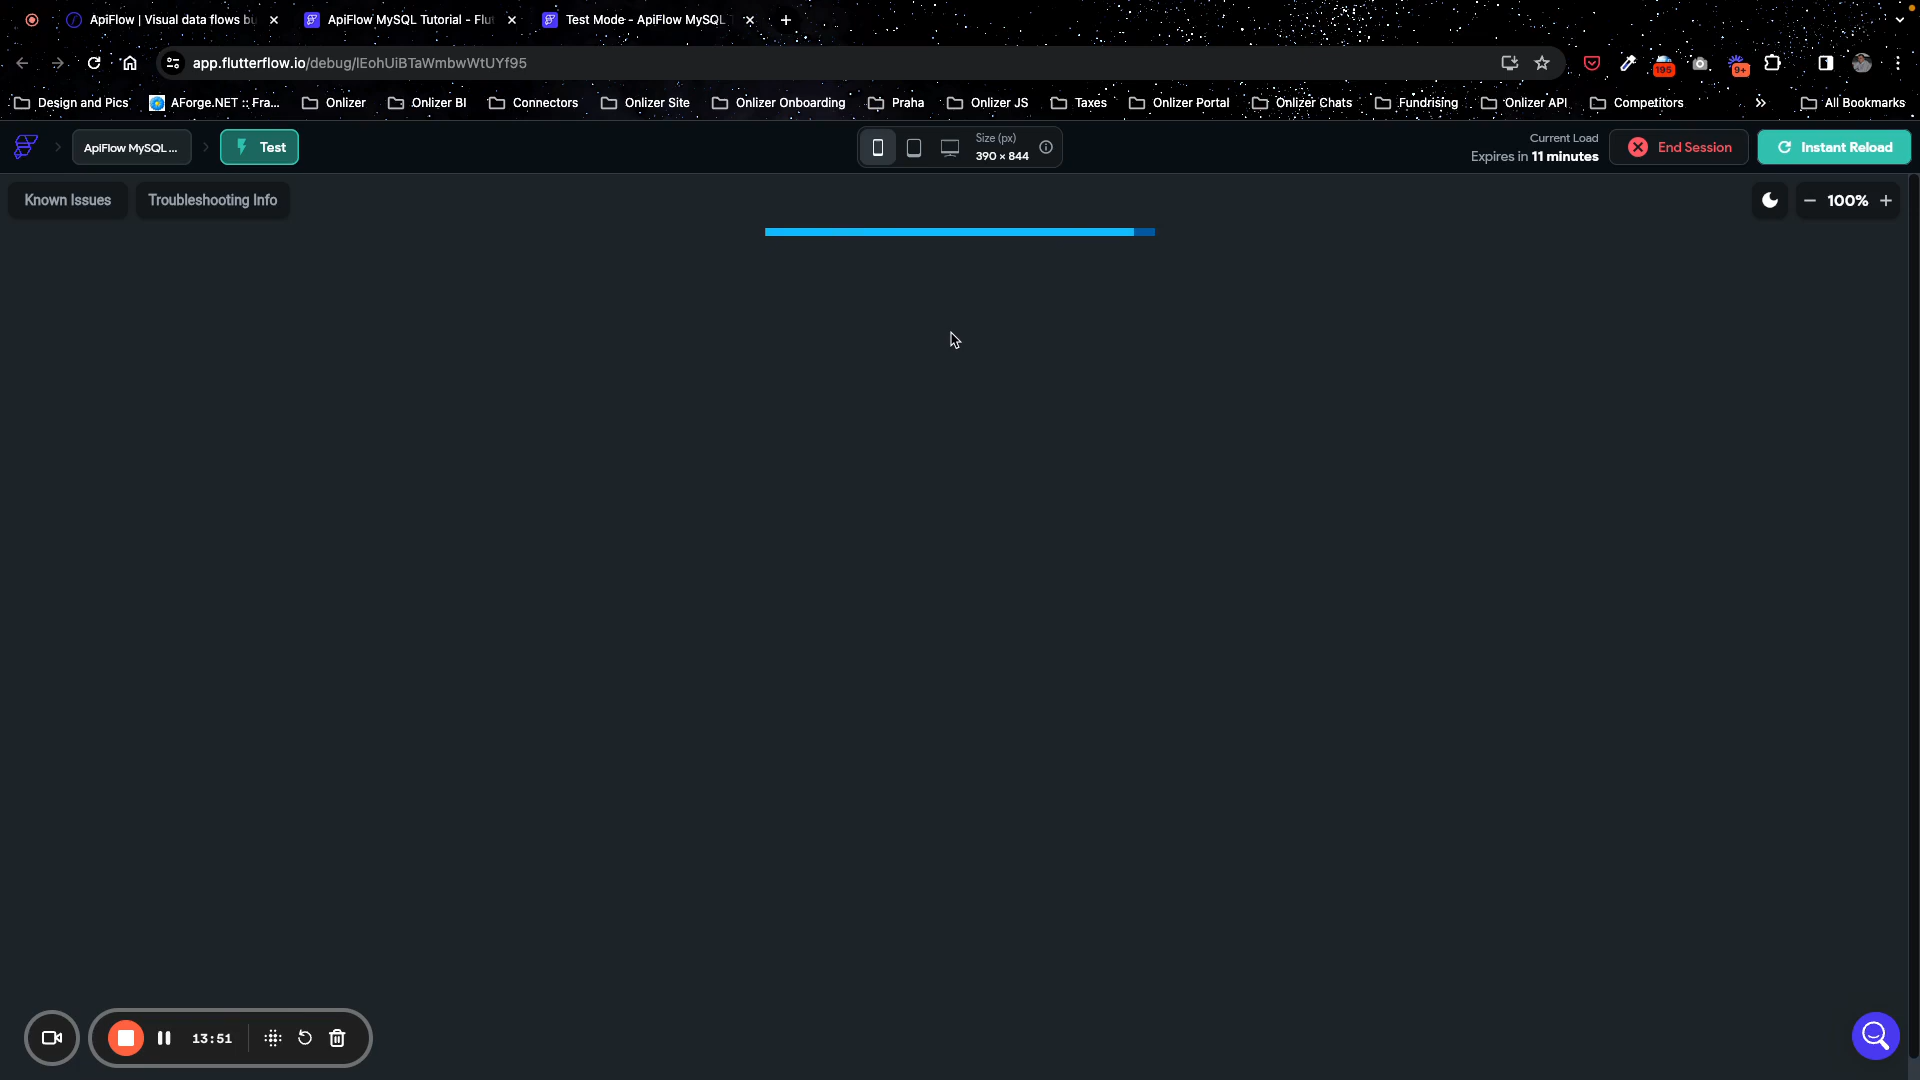 ApiFlow | Visual data flows bu
ApiFlow MySQL Tutorial - Flut
Test Mode - ApiFlow MySQL T
app.flutterflow.io/debug/
195
9+
Design and Pics
AForge.NET :: Fra...
Onlizer
Onlizer BI
Connectors
Onlizer Site
Onlizer Onboarding
Praha
Onlizer JS
Taxes
Onlizer Portal
Onlizer Chats
Fundrising
Onlizer API
Competitors
All Bookmarks
ApiFlow MySQL ...
Test
Size (px)
390 × 844
Current Load
Expires in 11 minutes
End Session
Instant Reload
Known Issues
Troubleshooting Info
100%
13:51